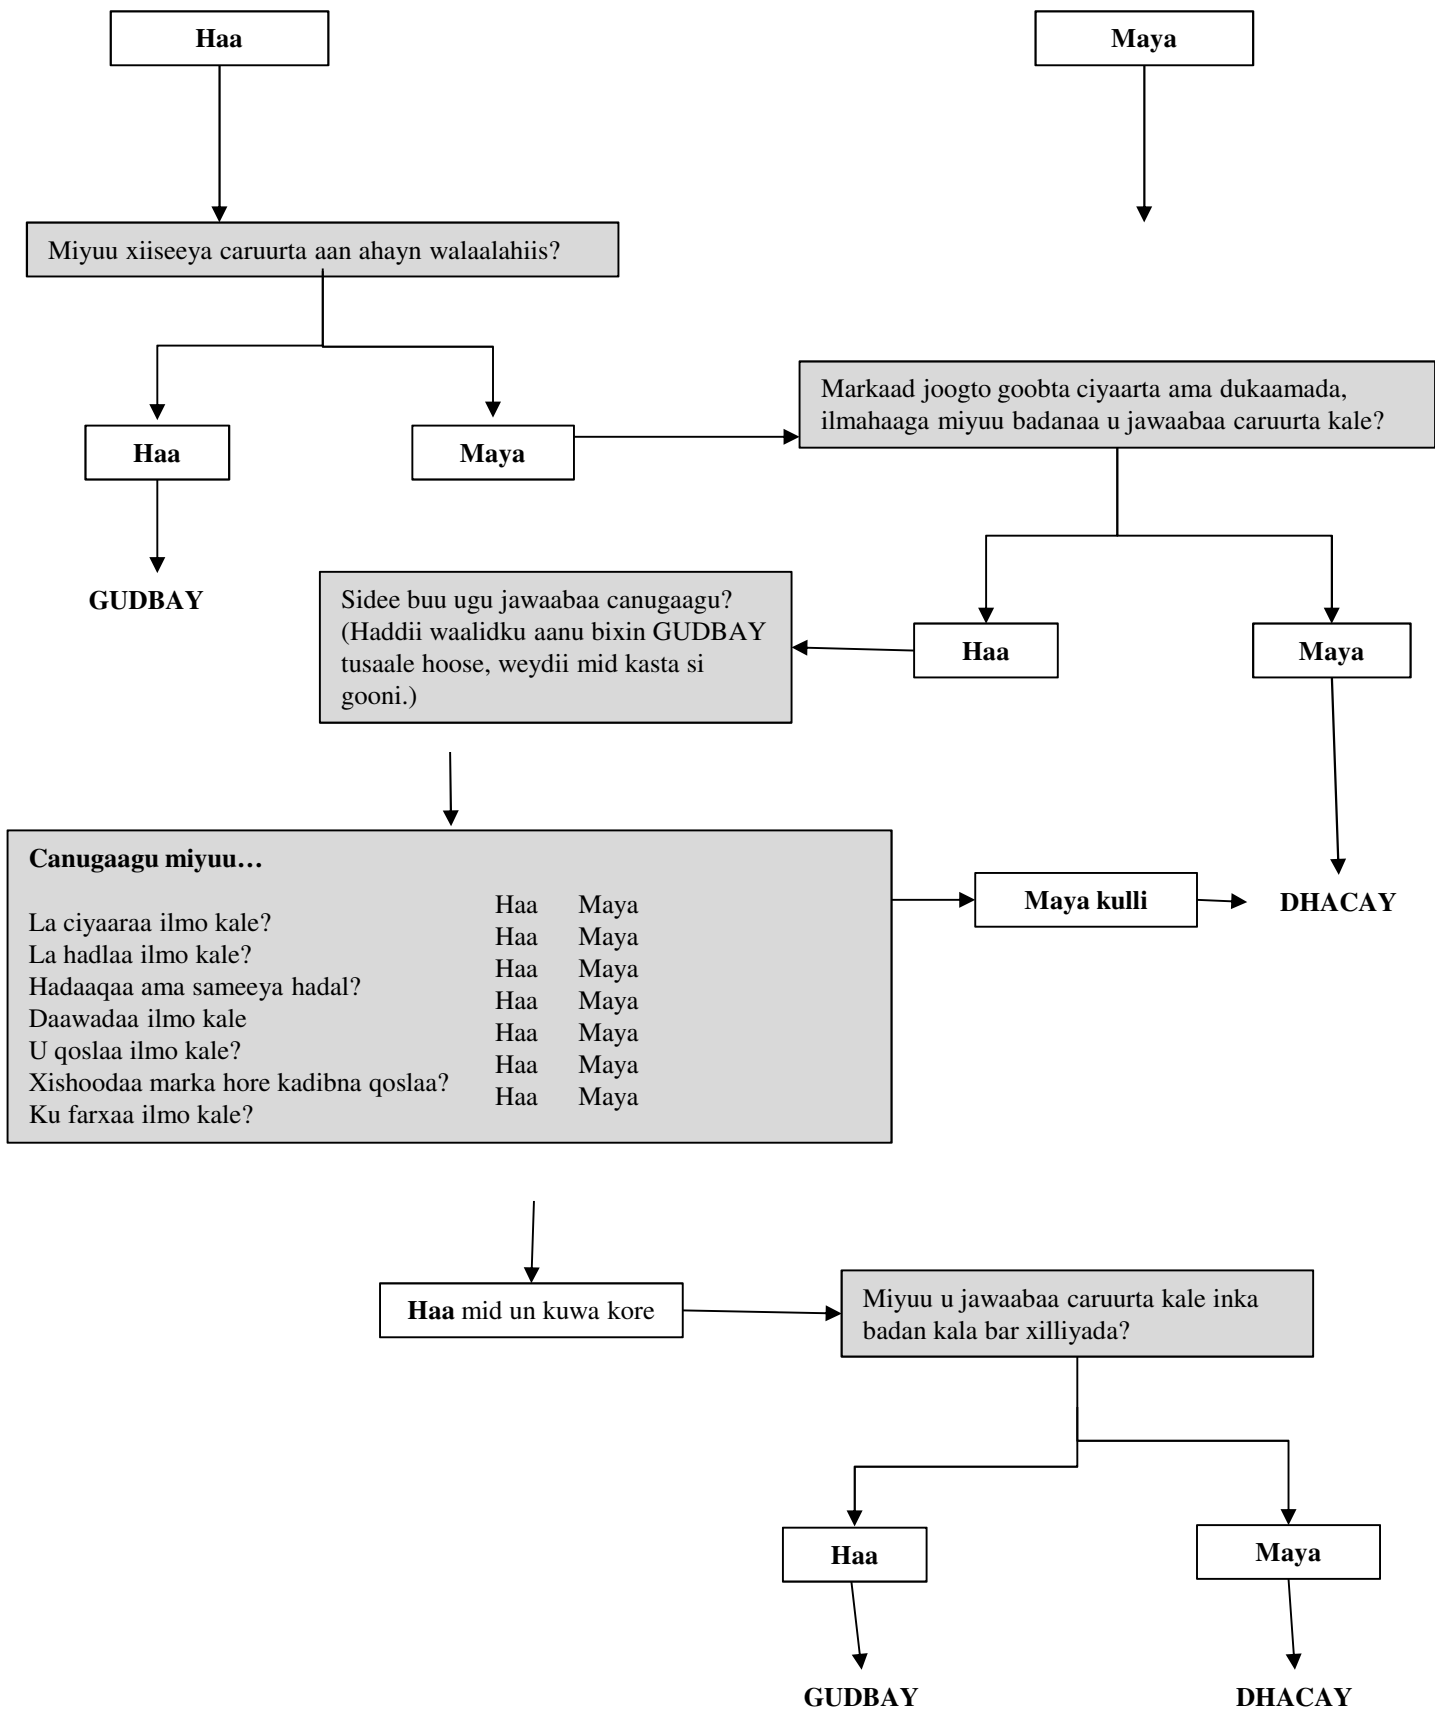 Haa
Maya
Miyuu xiiseeya caruurta aan ahayn walaalahiis?
Markaad joogto goobta ciyaarta ama dukaamada,
ilmahaaga miyuu badanaa u jawaabaa caruurta kale?
Haa
Maya
GUDBAY
Sidee buu ugu jawaabaa canugaagu?
(Haddii waalidku aanu bixin GUDBAY
tusaale hoose, weydii mid kasta si
gooni.)
Haa
Maya
Canugaagu miyuu…
La ciyaaraa ilmo kale? Haa Maya
La hadlaa ilmo kale? Haa Maya
Hadaaqaa ama sameeya hadal? Haa Maya
Daawadaa ilmo kale Haa Maya
U qoslaa ilmo kale? Haa Maya
Xishoodaa marka hore kadibna qoslaa? Haa Maya
Ku farxaa ilmo kale? Haa Maya
Maya kulli
DHACAY
Haa mid un kuwa kore
Miyuu u jawaabaa caruurta kale inka
badan kala bar xilliyada?
Haa
Maya
GUDBAY
DHACAY